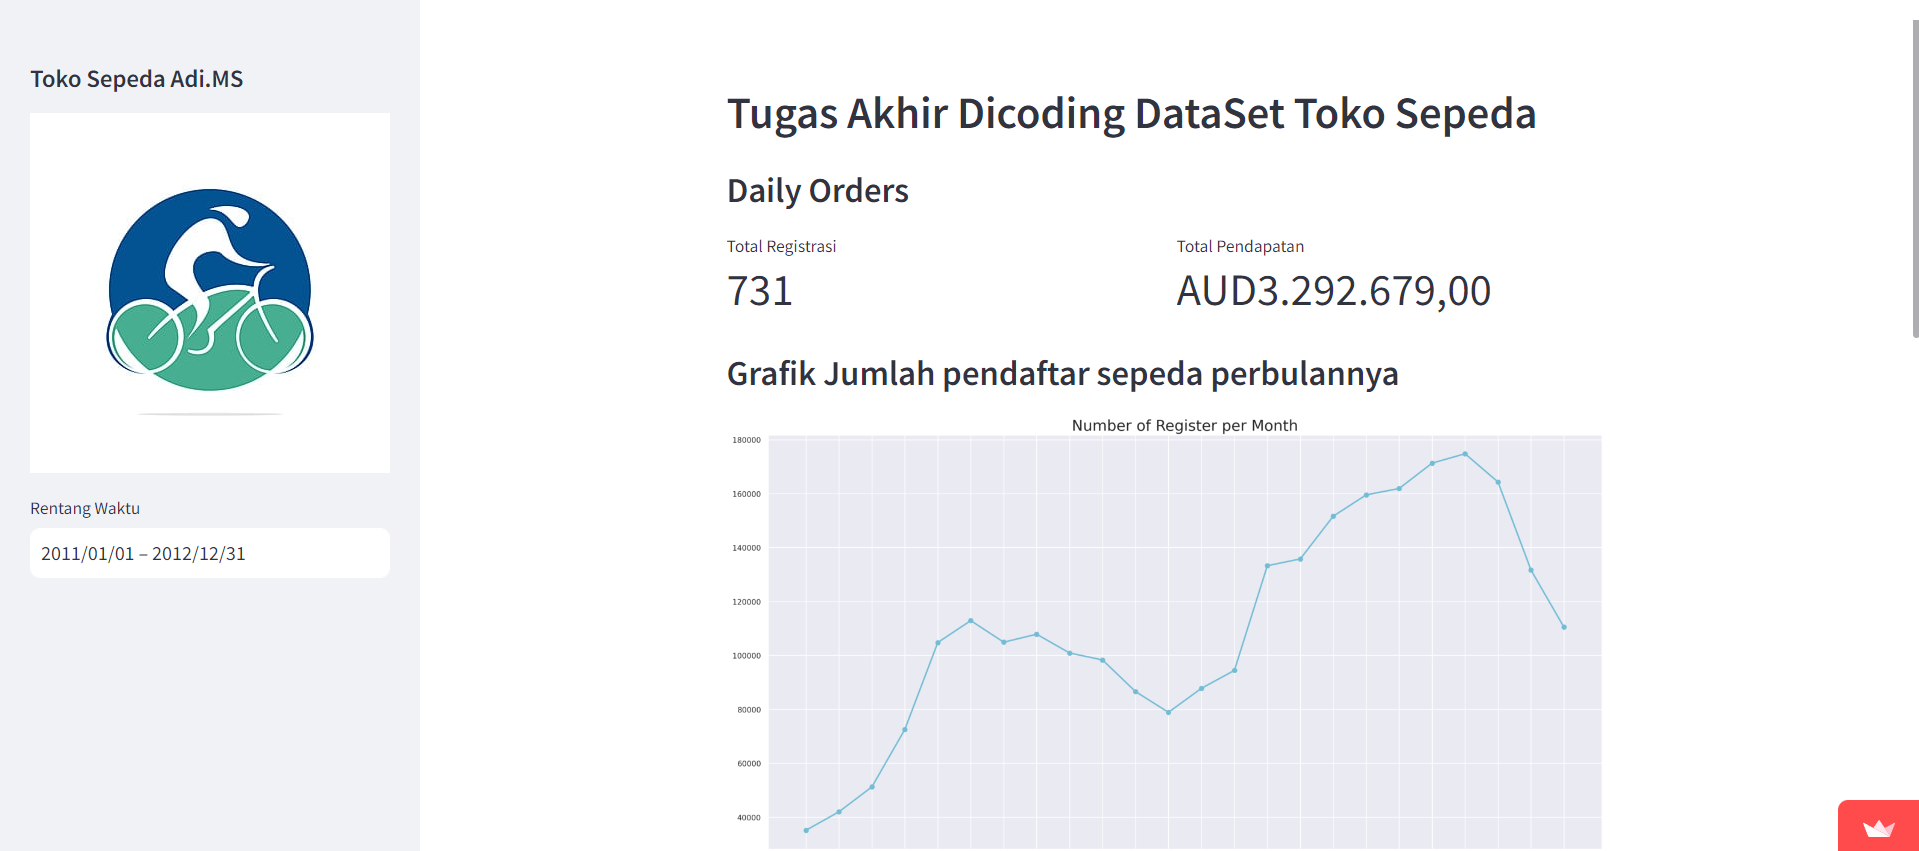 Toko Sepeda Adi.MS
Rentang Waktu
2011/01/01 – 2012/12/31
Tugas Akhir Dicoding DataSet Toko Sepeda
Daily Orders
Total Registrasi
731
Total Pendapatan
AUD3.292.679,00
Grafik Jumlah pendaftar sepeda perbulannya
Number of Register per Month
180000
160000
140000
120000
100000
80000
60000
40000